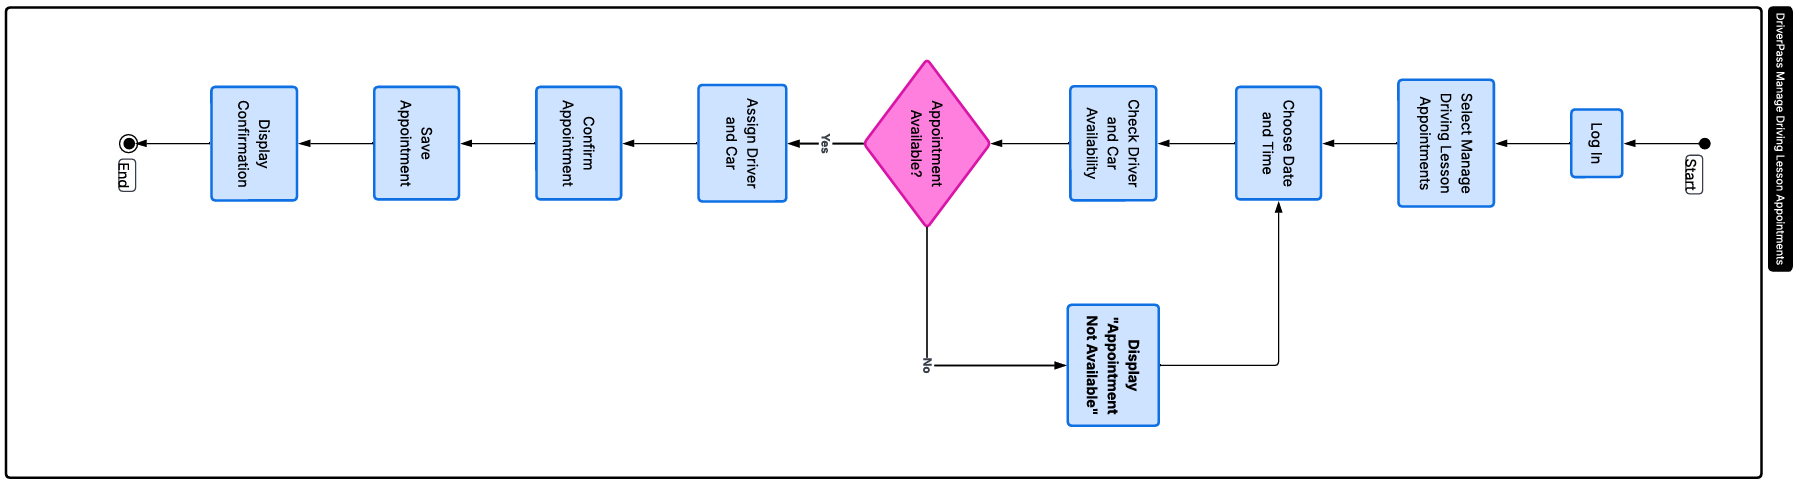 DriverPass Manage Driving Lesson Appointments
Start
Log In
Select Manage
Driving Lesson
Appointments
Choose Date
and Time
Check Driver
and Car
Availability
Appointment
Available?
Yes
No
Display
"Appointment
Not Available"
Assign Driver
and Car
Confirm
Appointment
Save
Appointment
Display
Confirmation
End